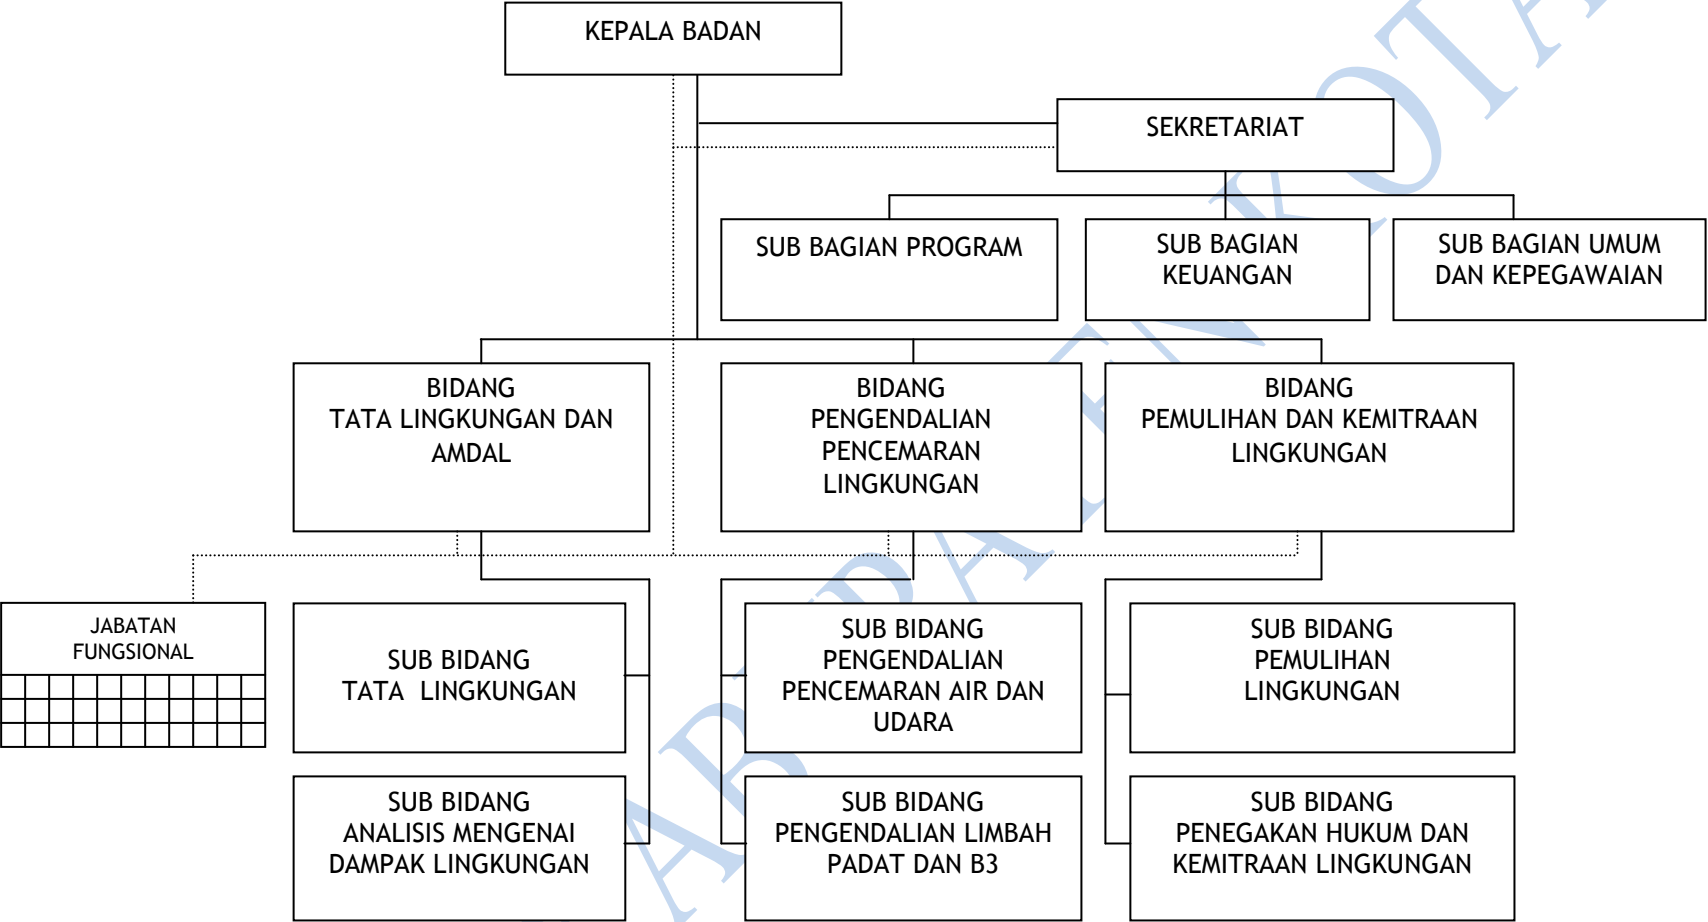 KEPALA BADAN
SEKRETARIAT
SUB BAGIAN PROGRAM
SUB BAGIAN
KEUANGAN
SUB BAGIAN UMUM
DAN KEPEGAWAIAN
BIDANG
TATA LINGKUNGAN DAN
AMDAL
BIDANG
PENGENDALIAN
PENCEMARAN
LINGKUNGAN
BIDANG
PEMULIHAN DAN KEMITRAAN
LINGKUNGAN
JABATAN
FUNGSIONAL
SUB BIDANG
TATA  LINGKUNGAN
SUB BIDANG
PENGENDALIAN
PENCEMARAN AIR DAN
UDARA
SUB BIDANG
PEMULIHAN
LINGKUNGAN
SUB BIDANG
ANALISIS MENGENAI
DAMPAK LINGKUNGAN
SUB BIDANG
PENGENDALIAN LIMBAH
PADAT DAN B3
SUB BIDANG
PENEGAKAN HUKUM DAN
KEMITRAAN LINGKUNGAN